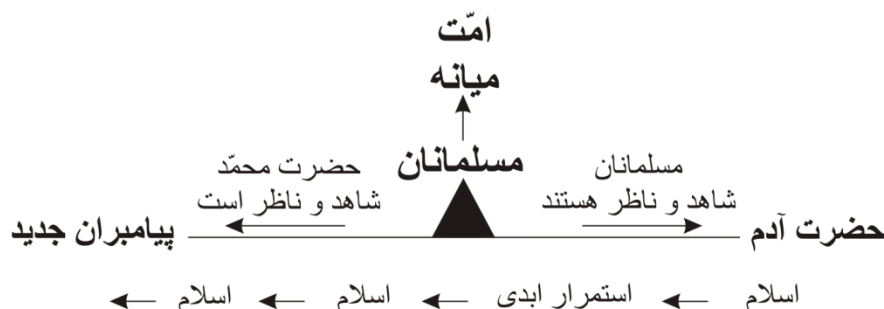 امّت
میانه
مسلمانان
مسلمانان
شاهد و ناظر هستند
حضرت محمّد
شاهد و ناظر است
حضرت آدم
پیامبران جدید
اسلام ← استمرار ابدی ← اسلام ← اسلام ←